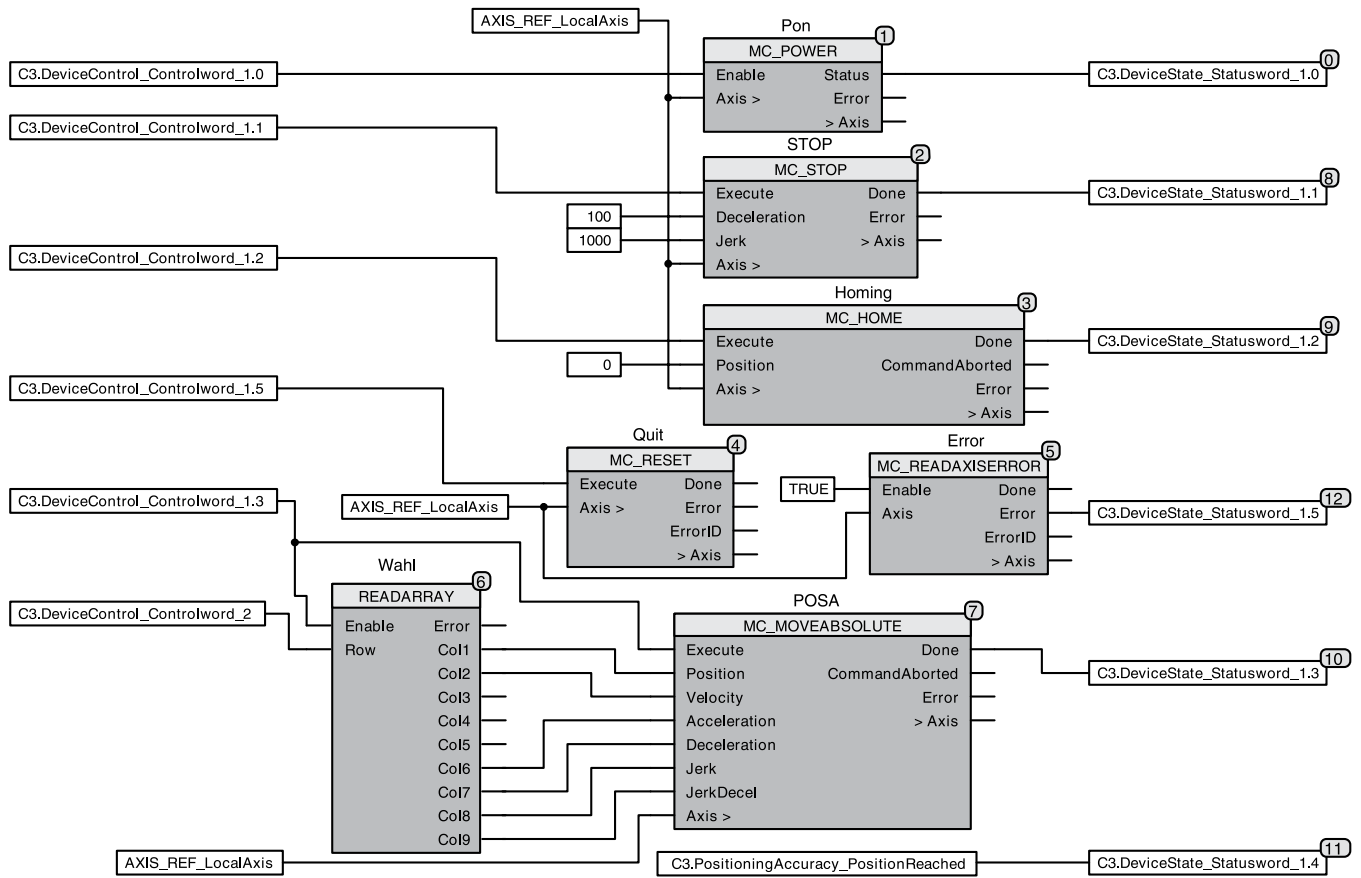 AXIS_REF_LocalAxis
Pon
1
MC_POWER
Enable Status
Axis > Error
> Axis
C3.DeviceControl_Controlword_1.0
0
C3.DeviceState_Statusword_1.0
C3.DeviceControl_Controlword_1.1
STOP
2
MC_STOP
Execute Done
Deceleration Error
Jerk > Axis
Axis >
100
1000
8
C3.DeviceState_Statusword_1.1
C3.DeviceControl_Controlword_1.2
Homing
3
MC_HOME
Execute Done
Position CommandAborted
Axis > Error
> Axis
0
9
C3.DeviceState_Statusword_1.2
C3.DeviceControl_Controlword_1.5
Quit
4
MC_RESET
Execute Done
Axis > Error
ErrorID
> Axis
AXIS_REF_LocalAxis
Error
5
MC_READAXISERROR
Enable Done
Axis Error
ErrorID
> Axis
TRUE
12
C3.DeviceState_Statusword_1.5
C3.DeviceControl_Controlword_1.3
C3.DeviceControl_Controlword_2
Wahl
6
READARRAY
Enable Error
Row Col1
Col2
Col3
Col4
Col5
Col6
Col7
Col8
Col9
POSA
7
MC_MOVEABSOLUTE
Execute Done
Position CommandAborted
Velocity Error
Acceleration > Axis
Deceleration
Jerk
JerkDecel
Axis >
10
C3.DeviceState_Statusword_1.3
AXIS_REF_LocalAxis
C3.PositioningAccuracy_PositionReached
11
C3.DeviceState_Statusword_1.4